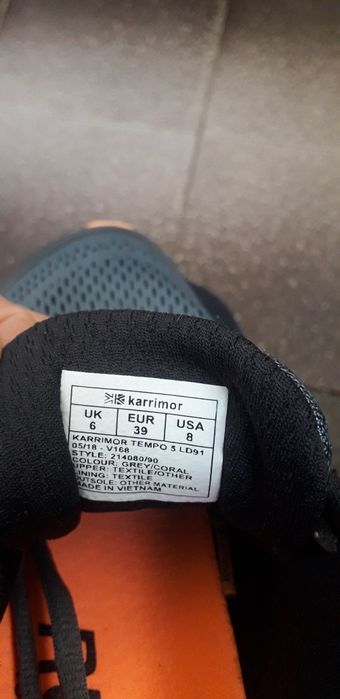 karrimor
UK EUR USA
6 39 8
KARRIMOR TEMPO 5 LD91
05/18 - V168
STYLE: 214080/90
COLOUR: GREY/CORAL
UPPER: TEXTILE/OTHER
LINING: TEXTILE
OUTSOLE: OTHER MATERIAL
MADE IN VIETNAM